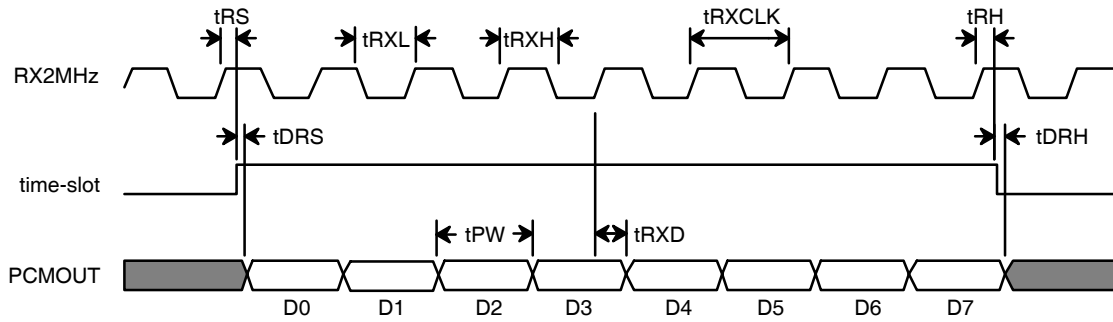 tRS tRXL tRXH tRXCLK tRH
RX2MHz
tDRS tDRH
time-slot
tPW tRXD
PCMOUT
D0 D1 D2 D3 D4 D5 D6 D7